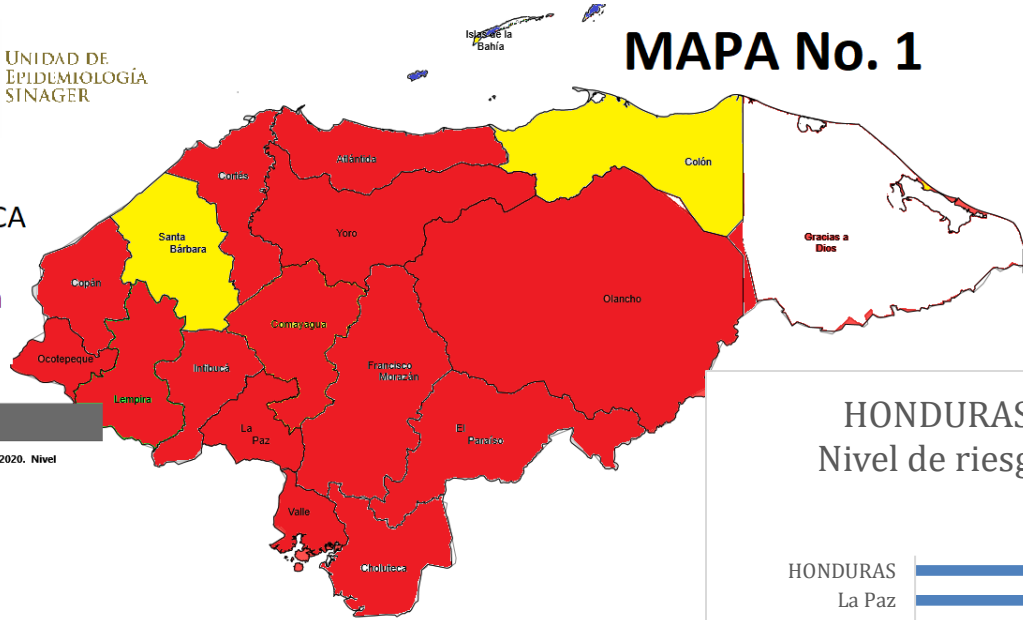 MAPA No. 1
UNIDAD DE
EPIDEMIOLOGÍA
SINAGER
Islas de la
Bahía
Atlántida
Cortés
Colón
CA
Santa
Bárbara
Yoro
Gracias a
Dios
Copán
Olancho
Comayagua
Ocotepeque
Intibucá
Francisco
Morazán
Lempira
La
Paz
El
Paraíso
2020. Nivel
Valle
Choluteca
HONDURAS
Nivel de riesg
HONDURAS
La Paz